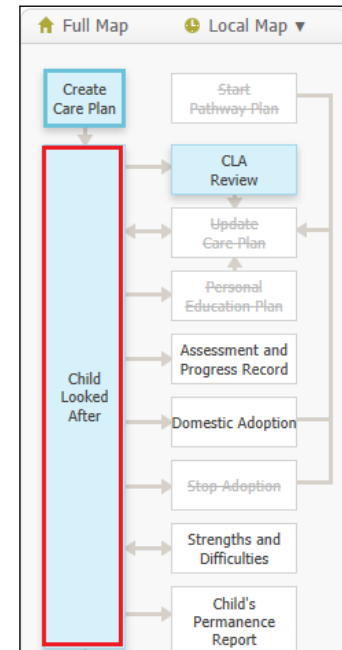 Full Map
Local Map ▼
Create
Care Plan
Start
Pathway Plan
CLA
Review
Update
Care Plan
Personal
Education Plan
Assessment and
Progress Record
Child
Looked
After
Domestic Adoption
Stop Adoption
Strengths and
Difficulties
Child's
Permanence
Report